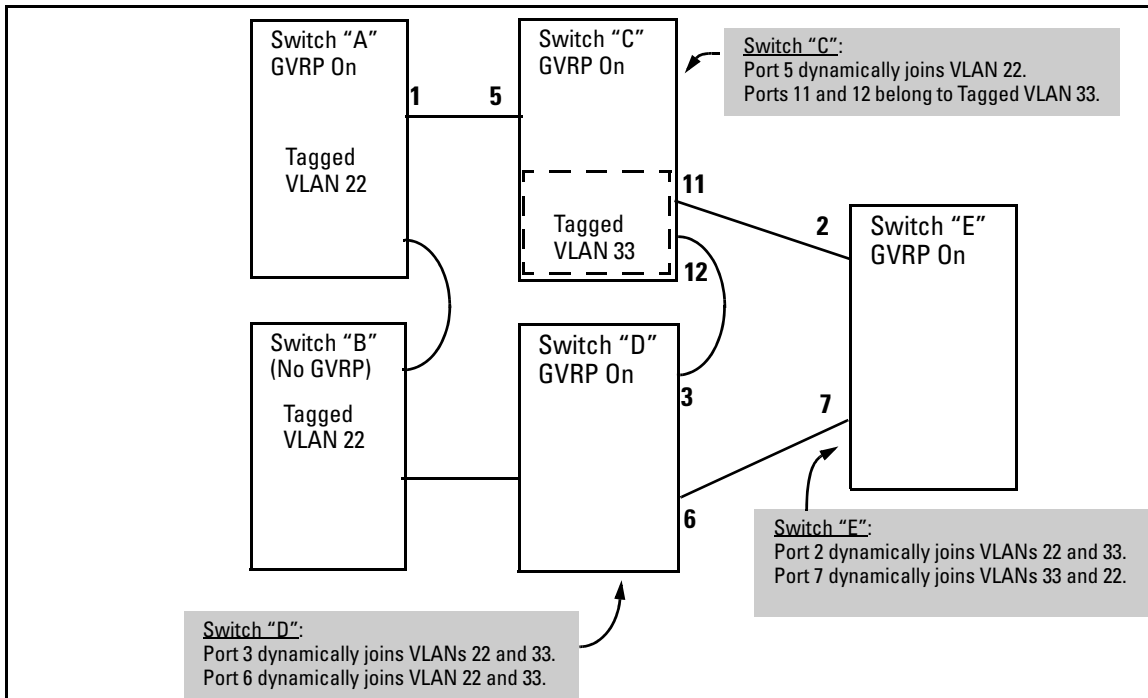 Switch “A”
GVRP On
1
Tagged
VLAN 22
Switch “C”
GVRP On
5
Tagged
VLAN 33
11
12
Switch “C”:
Port 5 dynamically joins VLAN 22.
Ports 11 and 12 belong to Tagged VLAN 33.
2
Switch “E”
GVRP On
7
Switch “B”
(No GVRP)
Tagged
VLAN 22
Switch “D”
GVRP On
3
6
Switch “E”:
Port 2 dynamically joins VLANs 22 and 33.
Port 7 dynamically joins VLANs 33 and 22.
Switch “D”:
Port 3 dynamically joins VLANs 22 and 33.
Port 6 dynamically joins VLAN 22 and 33.